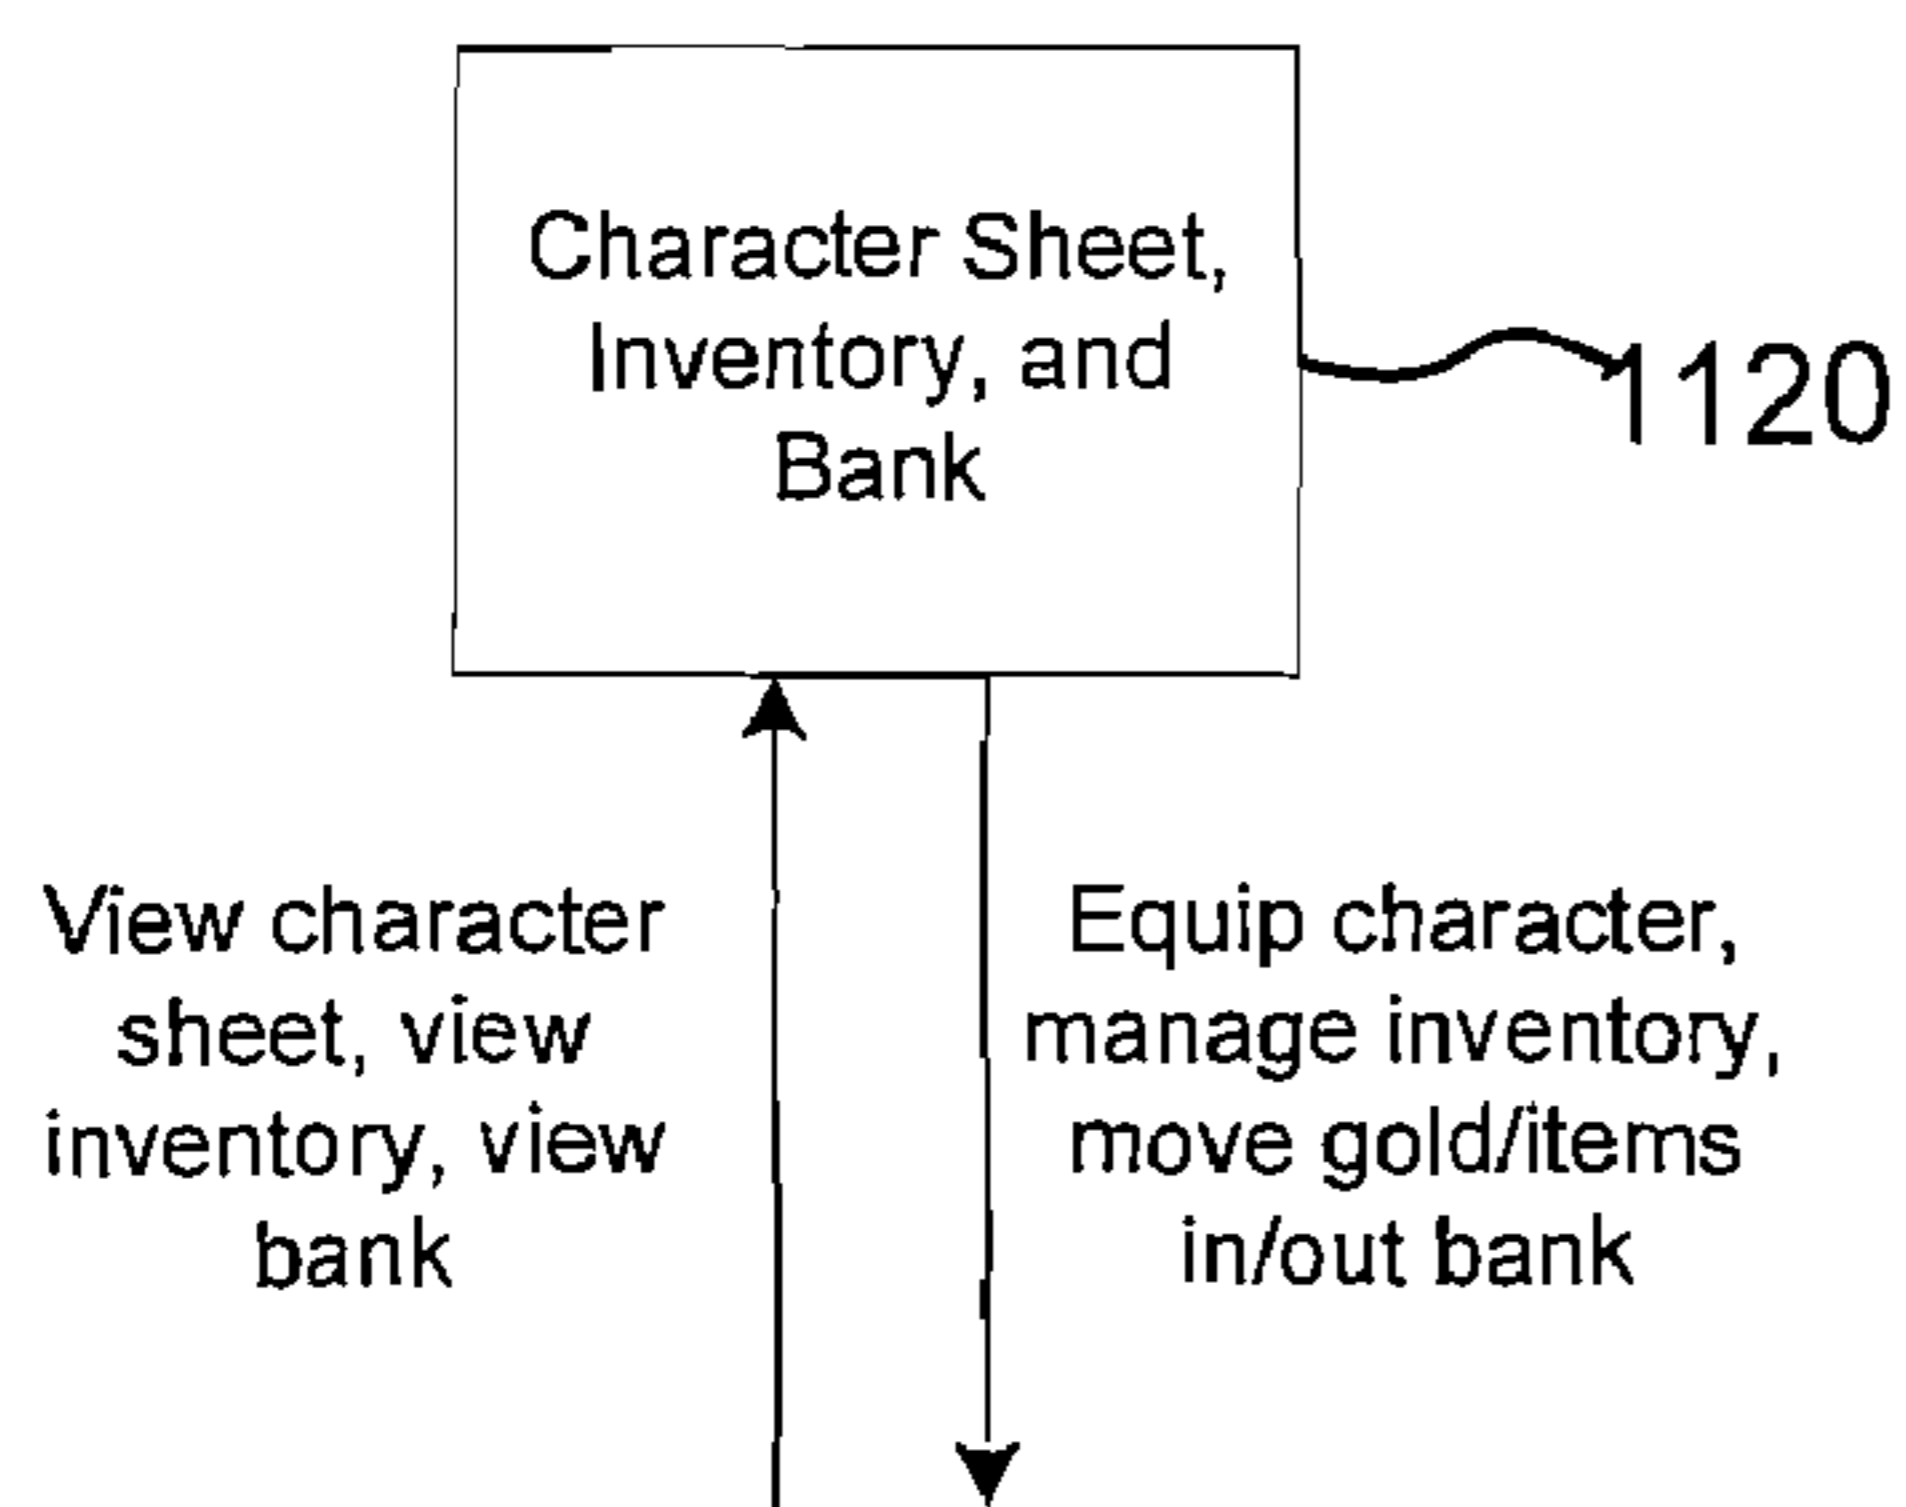 Character Sheet,
Inventory, and
Bank
1120
View character
sheet, view
inventory, view
bank
Equip character,
manage inventory,
move gold/items
in/out bank